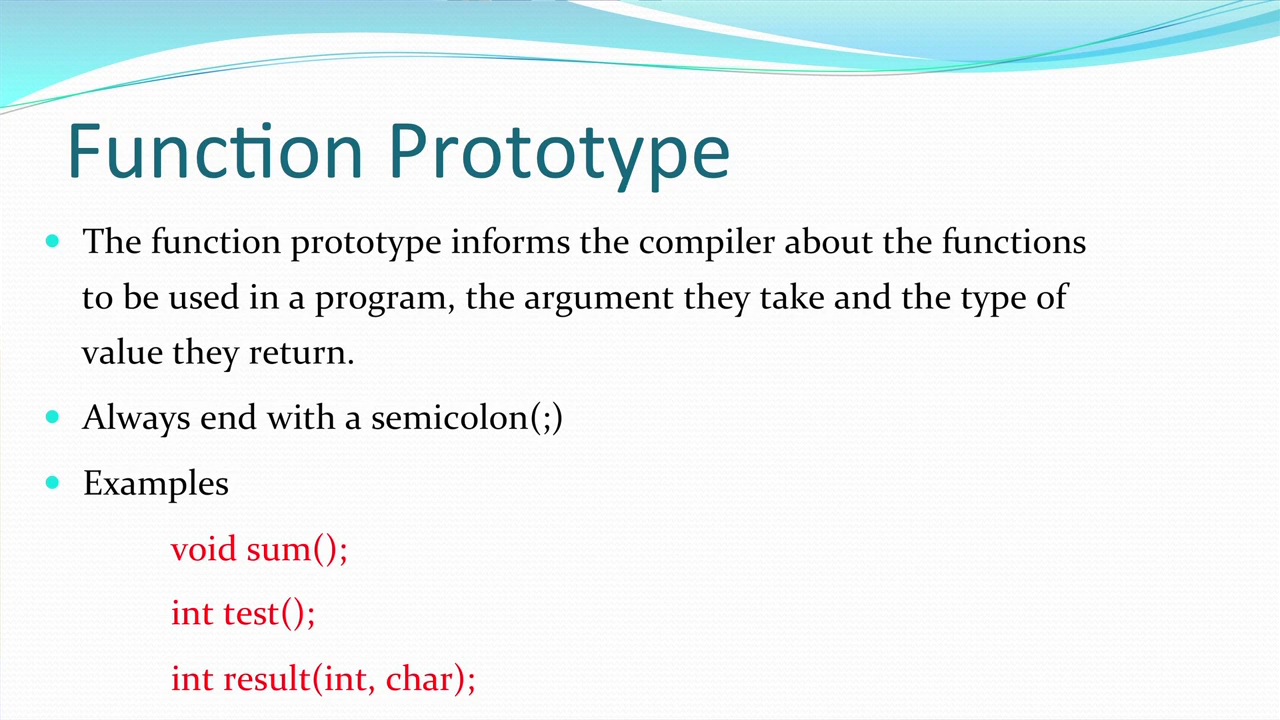 Function Prototype
The function prototype informs the compiler about the functions
to be used in a program, the argument they take and the type of
value they return.
Always end with a semicolon(;)
Examples
void sum();
int test();
int result(int, char);